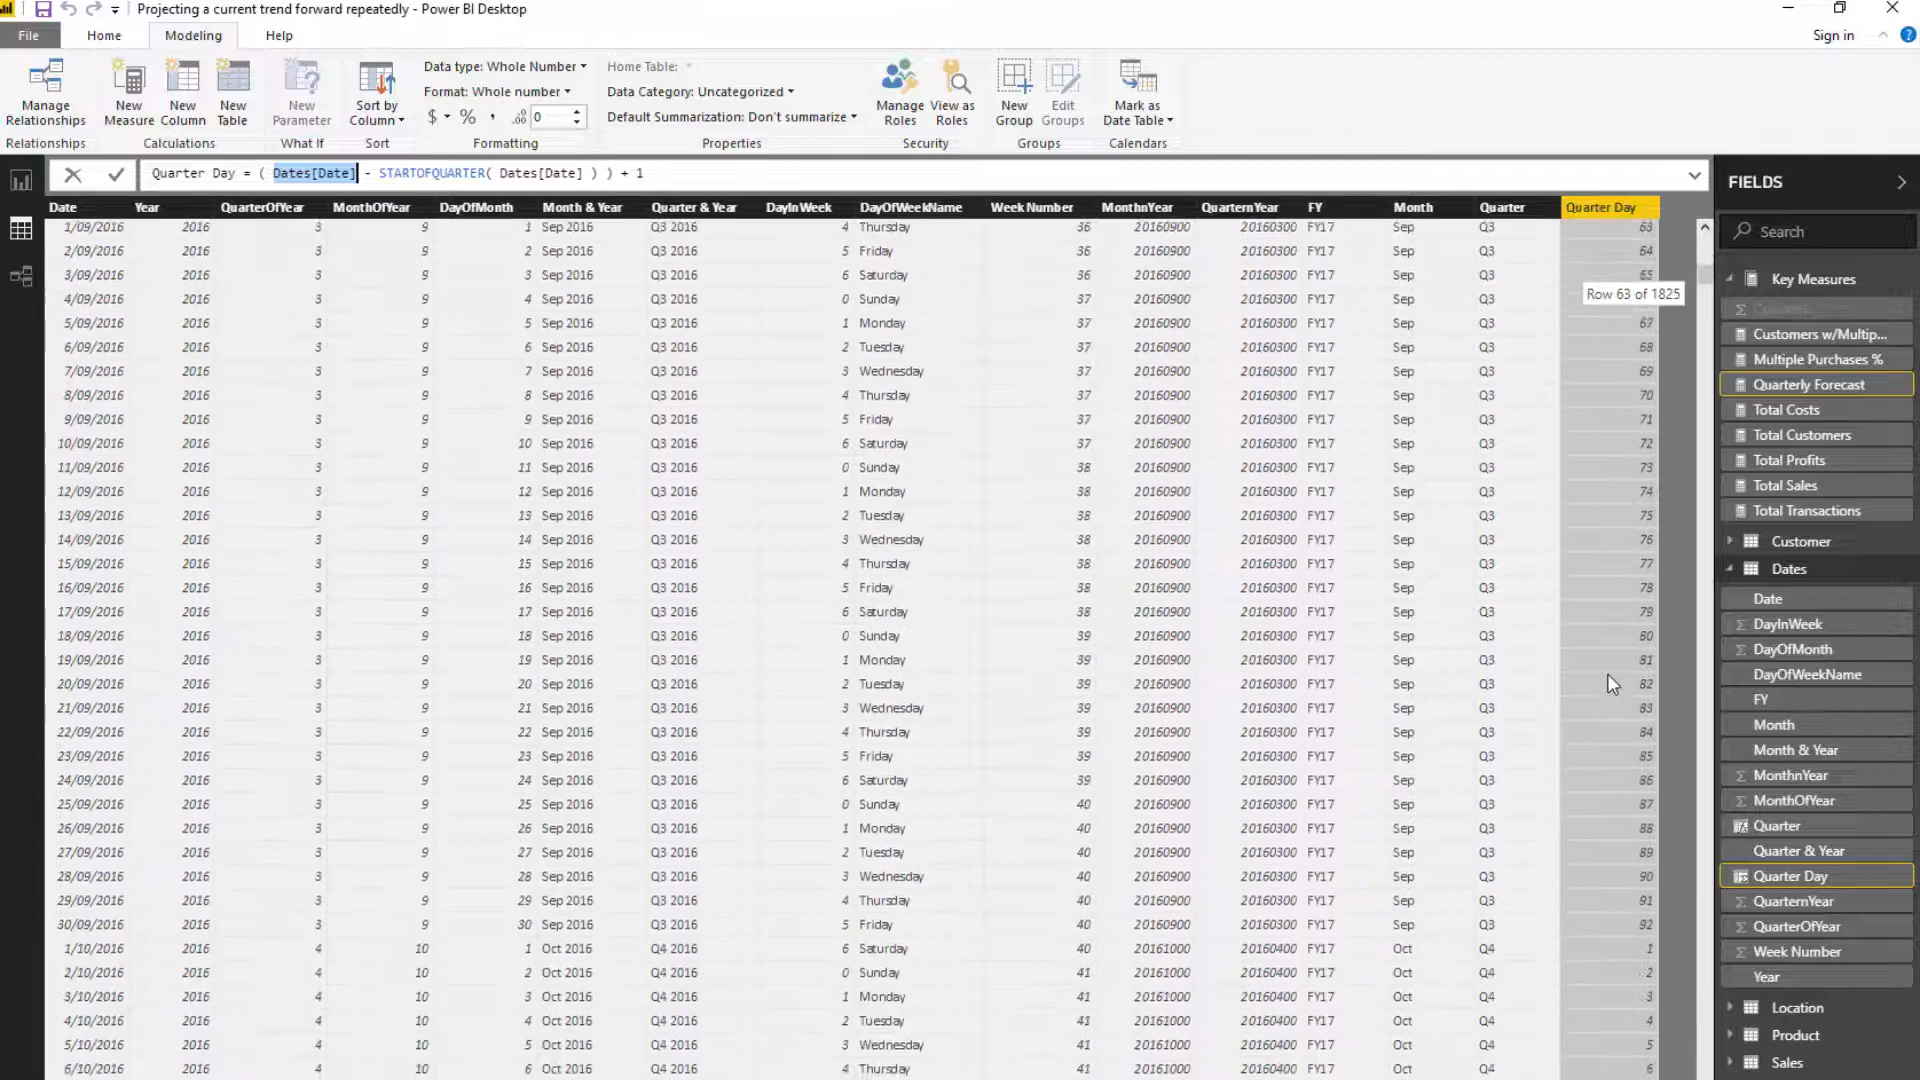 Projecting a current trend forward repeatedly - Power BI Desktop
File Home Modeling Help Sign in
Manage Relationships
New Measure
New Column
New Table
New Parameter
Sort by Column
Data type: Whole Number
Format: Whole number
$ % , .00 0
Home Table:
Data Category: Uncategorized
Default Summarization: Don't summarize
Manage Roles
View as Roles
New Group
Edit Groups
Mark as Date Table
Relationships Calculations What If Sort Formatting Properties Security Groups Calendars
Quarter Day = ( Dates[Date] - STARTOFQUARTER( Dates[Date] ) ) + 1
Date Year QuarterOfYear MonthOfYear DayOfMonth Month & Year Quarter & Year DayInWeek DayOfWeekName Week Number MonthnYear QuarternYear FY Month Quarter Quarter Day
1/09/2016 2016 3 9 1 Sep 2016 Q3 2016 4 Thursday 36 20160900 20160300 FY17 Sep Q3 63
2/09/2016 2016 3 9 2 Sep 2016 Q3 2016 5 Friday 36 20160900 20160300 FY17 Sep Q3 64
3/09/2016 2016 3 9 3 Sep 2016 Q3 2016 6 Saturday 36 20160900 20160300 FY17 Sep Q3 65
4/09/2016 2016 3 9 4 Sep 2016 Q3 2016 0 Sunday 37 20160900 20160300 FY17 Sep Q3
Row 63 of 1825
5/09/2016 2016 3 9 5 Sep 2016 Q3 2016 1 Monday 37 20160900 20160300 FY17 Sep Q3 67
6/09/2016 2016 3 9 6 Sep 2016 Q3 2016 2 Tuesday 37 20160900 20160300 FY17 Sep Q3 68
7/09/2016 2016 3 9 7 Sep 2016 Q3 2016 3 Wednesday 37 20160900 20160300 FY17 Sep Q3 69
8/09/2016 2016 3 9 8 Sep 2016 Q3 2016 4 Thursday 37 20160900 20160300 FY17 Sep Q3 70
9/09/2016 2016 3 9 9 Sep 2016 Q3 2016 5 Friday 37 20160900 20160300 FY17 Sep Q3 71
10/09/2016 2016 3 9 10 Sep 2016 Q3 2016 6 Saturday 37 20160900 20160300 FY17 Sep Q3 72
11/09/2016 2016 3 9 11 Sep 2016 Q3 2016 0 Sunday 38 20160900 20160300 FY17 Sep Q3 73
12/09/2016 2016 3 9 12 Sep 2016 Q3 2016 1 Monday 38 20160900 20160300 FY17 Sep Q3 74
13/09/2016 2016 3 9 13 Sep 2016 Q3 2016 2 Tuesday 38 20160900 20160300 FY17 Sep Q3 75
14/09/2016 2016 3 9 14 Sep 2016 Q3 2016 3 Wednesday 38 20160900 20160300 FY17 Sep Q3 76
15/09/2016 2016 3 9 15 Sep 2016 Q3 2016 4 Thursday 38 20160900 20160300 FY17 Sep Q3 77
16/09/2016 2016 3 9 16 Sep 2016 Q3 2016 5 Friday 38 20160900 20160300 FY17 Sep Q3 78
17/09/2016 2016 3 9 17 Sep 2016 Q3 2016 6 Saturday 38 20160900 20160300 FY17 Sep Q3 79
18/09/2016 2016 3 9 18 Sep 2016 Q3 2016 0 Sunday 39 20160900 20160300 FY17 Sep Q3 80
19/09/2016 2016 3 9 19 Sep 2016 Q3 2016 1 Monday 39 20160900 20160300 FY17 Sep Q3 81
20/09/2016 2016 3 9 20 Sep 2016 Q3 2016 2 Tuesday 39 20160900 20160300 FY17 Sep Q3 82
21/09/2016 2016 3 9 21 Sep 2016 Q3 2016 3 Wednesday 39 20160900 20160300 FY17 Sep Q3 83
22/09/2016 2016 3 9 22 Sep 2016 Q3 2016 4 Thursday 39 20160900 20160300 FY17 Sep Q3 84
23/09/2016 2016 3 9 23 Sep 2016 Q3 2016 5 Friday 39 20160900 20160300 FY17 Sep Q3 85
24/09/2016 2016 3 9 24 Sep 2016 Q3 2016 6 Saturday 39 20160900 20160300 FY17 Sep Q3 86
25/09/2016 2016 3 9 25 Sep 2016 Q3 2016 0 Sunday 40 20160900 20160300 FY17 Sep Q3 87
26/09/2016 2016 3 9 26 Sep 2016 Q3 2016 1 Monday 40 20160900 20160300 FY17 Sep Q3 88
27/09/2016 2016 3 9 27 Sep 2016 Q3 2016 2 Tuesday 40 20160900 20160300 FY17 Sep Q3 89
28/09/2016 2016 3 9 28 Sep 2016 Q3 2016 3 Wednesday 40 20160900 20160300 FY17 Sep Q3 90
29/09/2016 2016 3 9 29 Sep 2016 Q3 2016 4 Thursday 40 20160900 20160300 FY17 Sep Q3 91
30/09/2016 2016 3 9 30 Sep 2016 Q3 2016 5 Friday 40 20160900 20160300 FY17 Sep Q3 92
1/10/2016 2016 4 10 1 Oct 2016 Q4 2016 6 Saturday 40 20161000 20160400 FY17 Oct Q4 1
2/10/2016 2016 4 10 2 Oct 2016 Q4 2016 0 Sunday 41 20161000 20160400 FY17 Oct Q4 2
3/10/2016 2016 4 10 3 Oct 2016 Q4 2016 1 Monday 41 20161000 20160400 FY17 Oct Q4 3
4/10/2016 2016 4 10 4 Oct 2016 Q4 2016 2 Tuesday 41 20161000 20160400 FY17 Oct Q4 4
5/10/2016 2016 4 10 5 Oct 2016 Q4 2016 3 Wednesday 41 20161000 20160400 FY17 Oct Q4 5
6/10/2016 2016 4 10 6 Oct 2016 Q4 2016 4 Thursday 41 20161000 20160400 FY17 Oct Q4 6
FIELDS
Search
Key Measures
Customers w/Multip...
Multiple Purchases %
Quarterly Forecast
Total Costs
Total Customers
Total Profits
Total Sales
Total Transactions
Customer
Dates
Date
DayInWeek
DayOfMonth
DayOfWeekName
FY
Month
Month & Year
MonthnYear
MonthOfYear
Quarter
Quarter & Year
Quarter Day
QuarternYear
QuarterOfYear
Week Number
Year
Location
Product
Sales